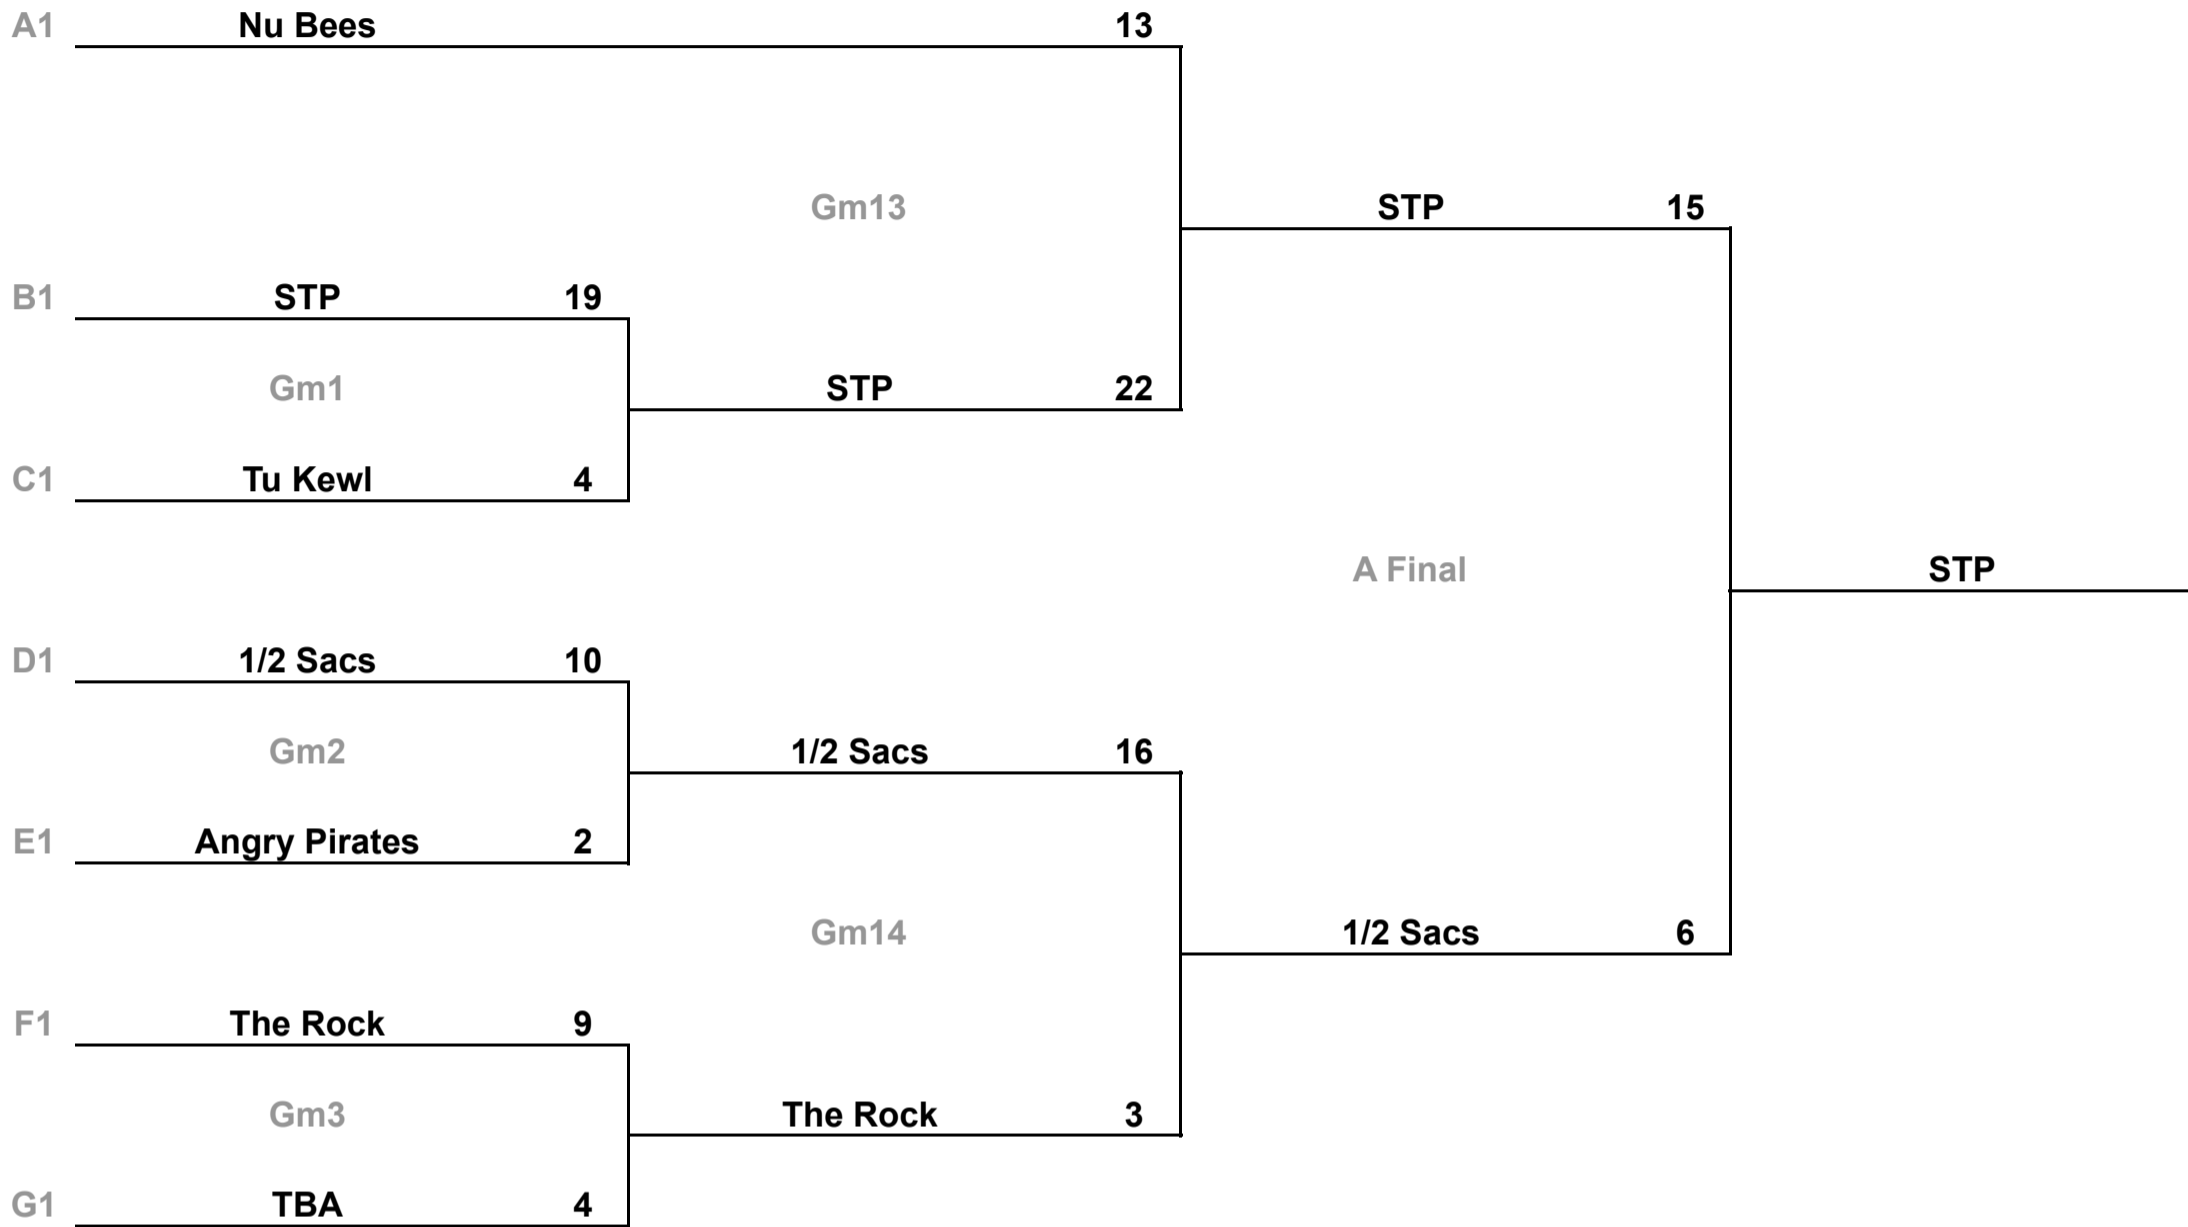 A1 Nu Bees 13
Gm13 STP 15
B1 STP 19
Gm1 STP 22
C1 Tu Kewl 4
A Final STP
D1 1/2 Sacs 10
Gm2 1/2 Sacs 16
E1 Angry Pirates 2
Gm14 1/2 Sacs 6
F1 The Rock 9
Gm3 The Rock 3
G1 TBA 4